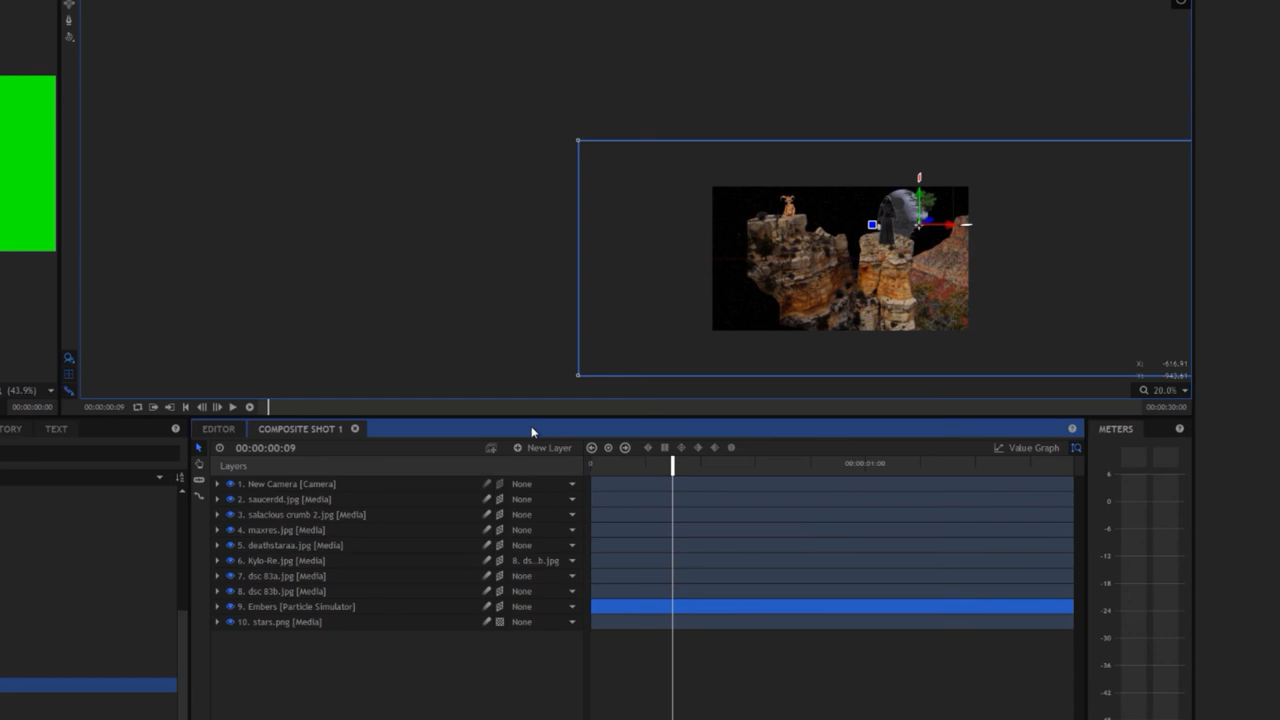 X: -616.91
Y: -943.61
(43.9%)
20.0%
00:00:00:00
00:00:00:09
00:00:30:00
TORY TEXT
EDITOR COMPOSITE SHOT 1
METERS
00:00:00:09
New Layer
Value Graph
Layers
0
00:00:01:00
1. New Camera [Camera] None
2. saucerdd.jpg [Media] None
3. salacious crumb 2.jpg [Media] None
4. maxres.jpg [Media] None
5. deathstaraa.jpg [Media] None
6. Kylo-Re.jpg [Media] 8. ds...b.jpg
7. dsc 83a.jpg [Media] None
8. dsc 83b.jpg [Media] None
9. Embers [Particle Simulator] None
10. stars.png [Media] None
6
0
-6
-12
-18
-24
-30
-36
-42